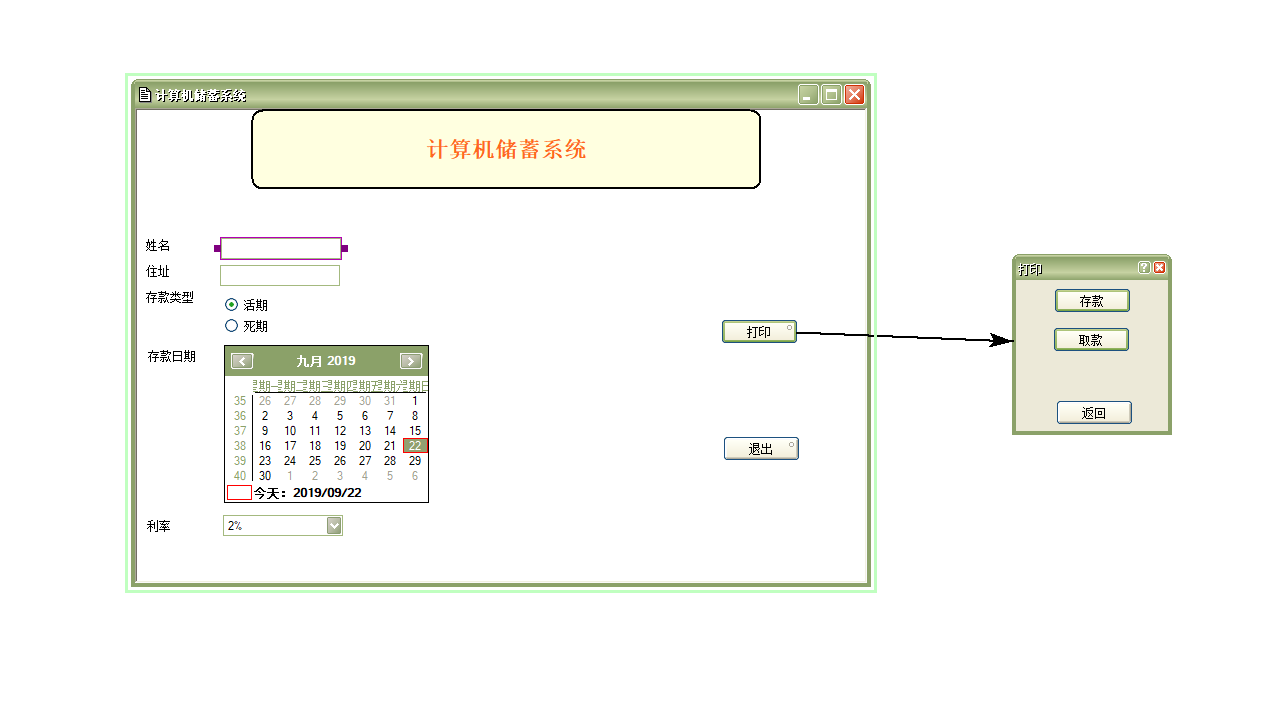 计算机储蓄系统
计算机储蓄系统
姓名
住址
存款类型
活期
死期
存款日期
九月 2019
星期一 星期二 星期三 星期四 星期五 星期六 星期日
35 26 27 28 29 30 31 1
36 2 3 4 5 6 7 8
37 9 10 11 12 13 14 15
38 16 17 18 19 20 21 22
39 23 24 25 26 27 28 29
40 30 1 2 3 4 5 6
今天: 2019/09/22
利率
2%
打印
退出
打印
存款
取款
返回